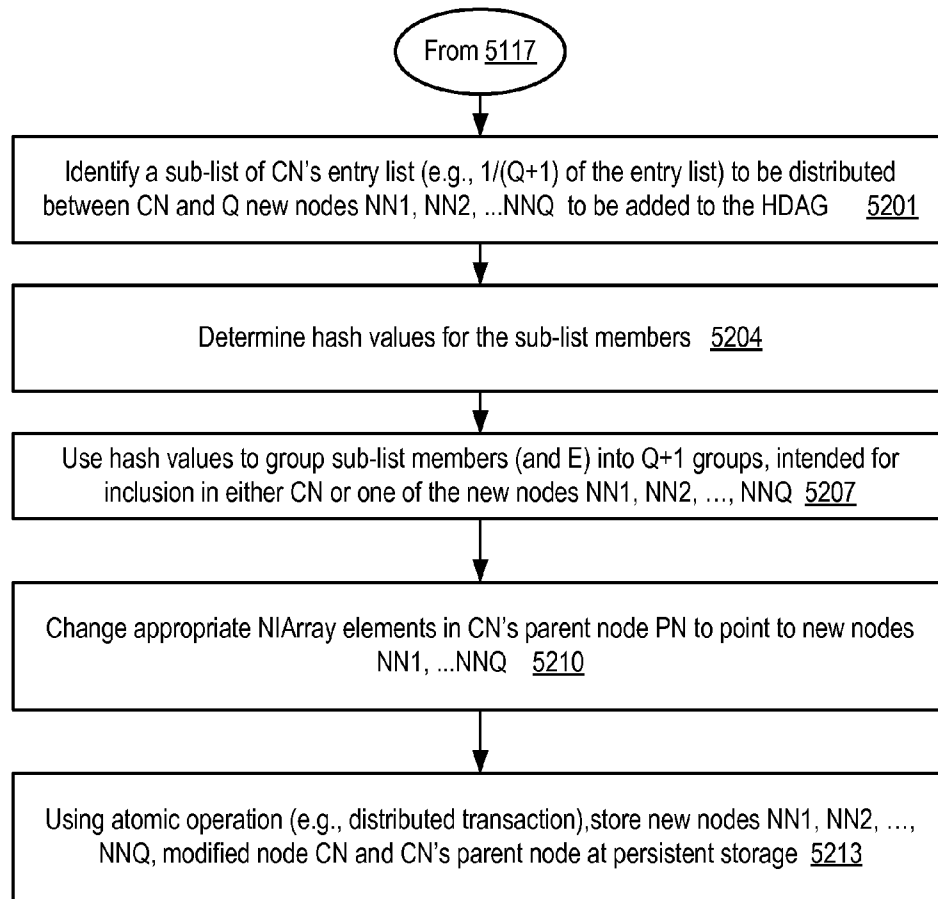 From 5117
Identify a sub-list of CN's entry list (e.g., 1/(Q+1) of the entry list) to be distributed
between CN and Q new nodes NN1, NN2, ...NNQ to be added to the HDAG 5201
Determine hash values for the sub-list members 5204
Use hash values to group sub-list members (and E) into Q+1 groups, intended for
inclusion in either CN or one of the new nodes NN1, NN2, ..., NNQ 5207
Change appropriate NIArray elements in CN's parent node PN to point to new nodes
NN1, ...NNQ 5210
Using atomic operation (e.g., distributed transaction),store new nodes NN1, NN2, ...,
NNQ, modified node CN and CN's parent node at persistent storage 5213